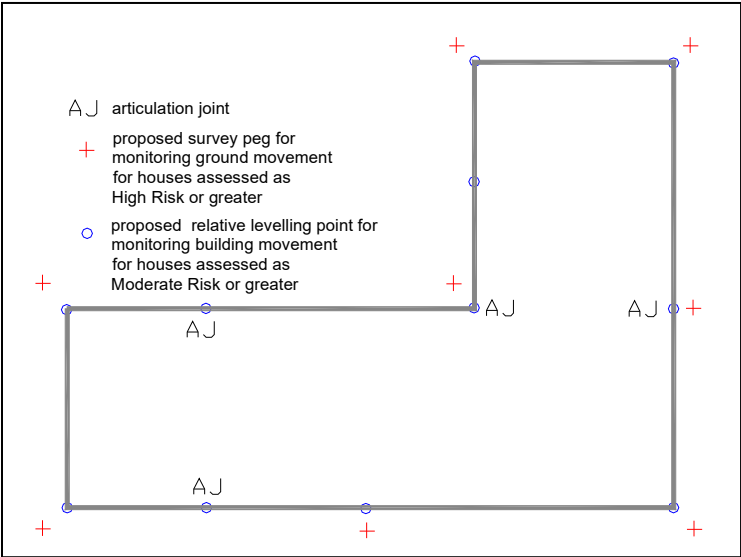 AJ articulation joint
proposed survey peg for
monitoring ground movement
for houses assessed as
High Risk or greater
proposed relative levelling point for
monitoring building movement
for houses assessed as
Moderate Risk or greater
AJ
AJ
AJ
AJ